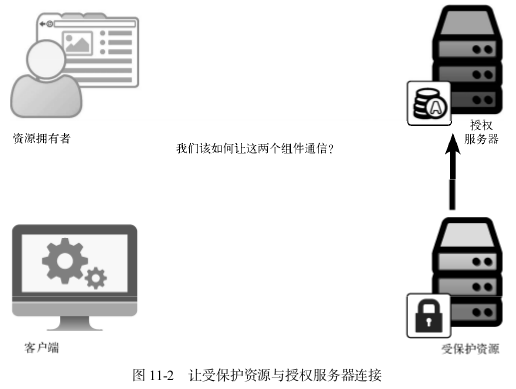 资源拥有者
授权
服务器
我们该如何让这两个组件通信?
A
客户端
受保护资源
图 11-2 让受保护资源与授权服务器连接